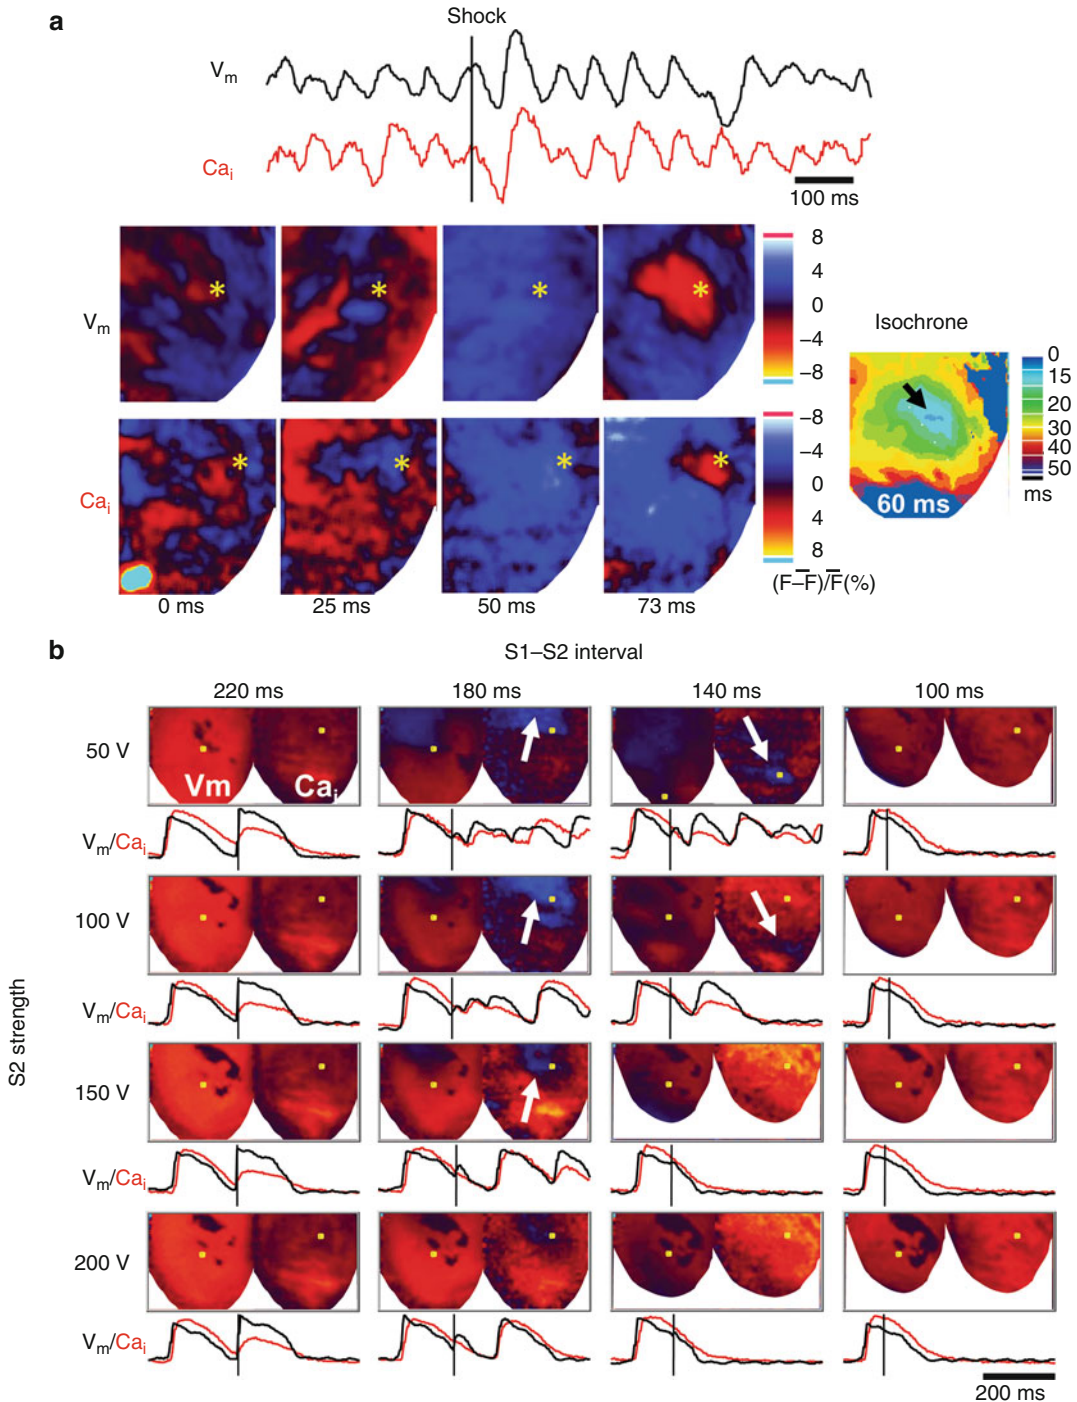 a
Shock
Vm
Cai
100 ms
Vm
8
4
0
−4
−8
Isochrone
0
15
20
30
40
50
ms
60 ms
Cai
−8
−4
0
4
8
(F–F̅)/F̅(%)
0 ms 25 ms 50 ms 73 ms
b
S1–S2 interval
220 ms 180 ms 140 ms 100 ms
S2 strength
50 V
Vm Cai
Vm/Cai
100 V
Vm/Cai
150 V
Vm/Cai
200 V
Vm/Cai
200 ms